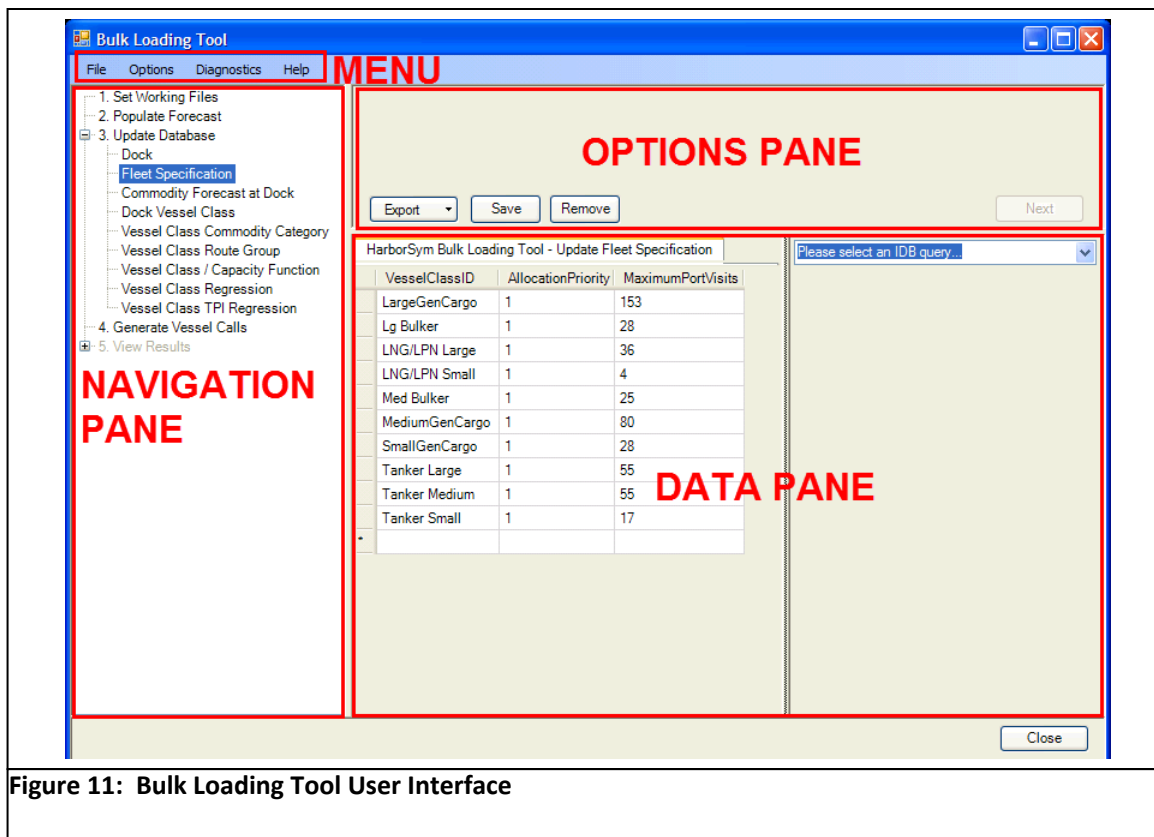 Bulk Loading Tool
File Options Diagnostics Help
MENU
1. Set Working Files
2. Populate Forecast
3. Update Database
Dock
Fleet Specification
Commodity Forecast at Dock
Dock Vessel Class
Vessel Class Commodity Category
Vessel Class Route Group
Vessel Class / Capacity Function
Vessel Class Regression
Vessel Class TPI Regression
4. Generate Vessel Calls
5. View Results
NAVIGATION
PANE
OPTIONS PANE
Export Save Remove Next
HarborSym Bulk Loading Tool - Update Fleet Specification
Please select an IDB query...
VesselClassID AllocationPriority MaximumPortVisits
LargeGenCargo 1 153
Lg Bulker 1 28
LNG/LPN Large 1 36
LNG/LPN Small 1 4
Med Bulker 1 25
MediumGenCargo 1 80
SmallGenCargo 1 28
Tanker Large 1 55
Tanker Medium 1 55
Tanker Small 1 17
DATA PANE
Close
Figure 11: Bulk Loading Tool User Interface